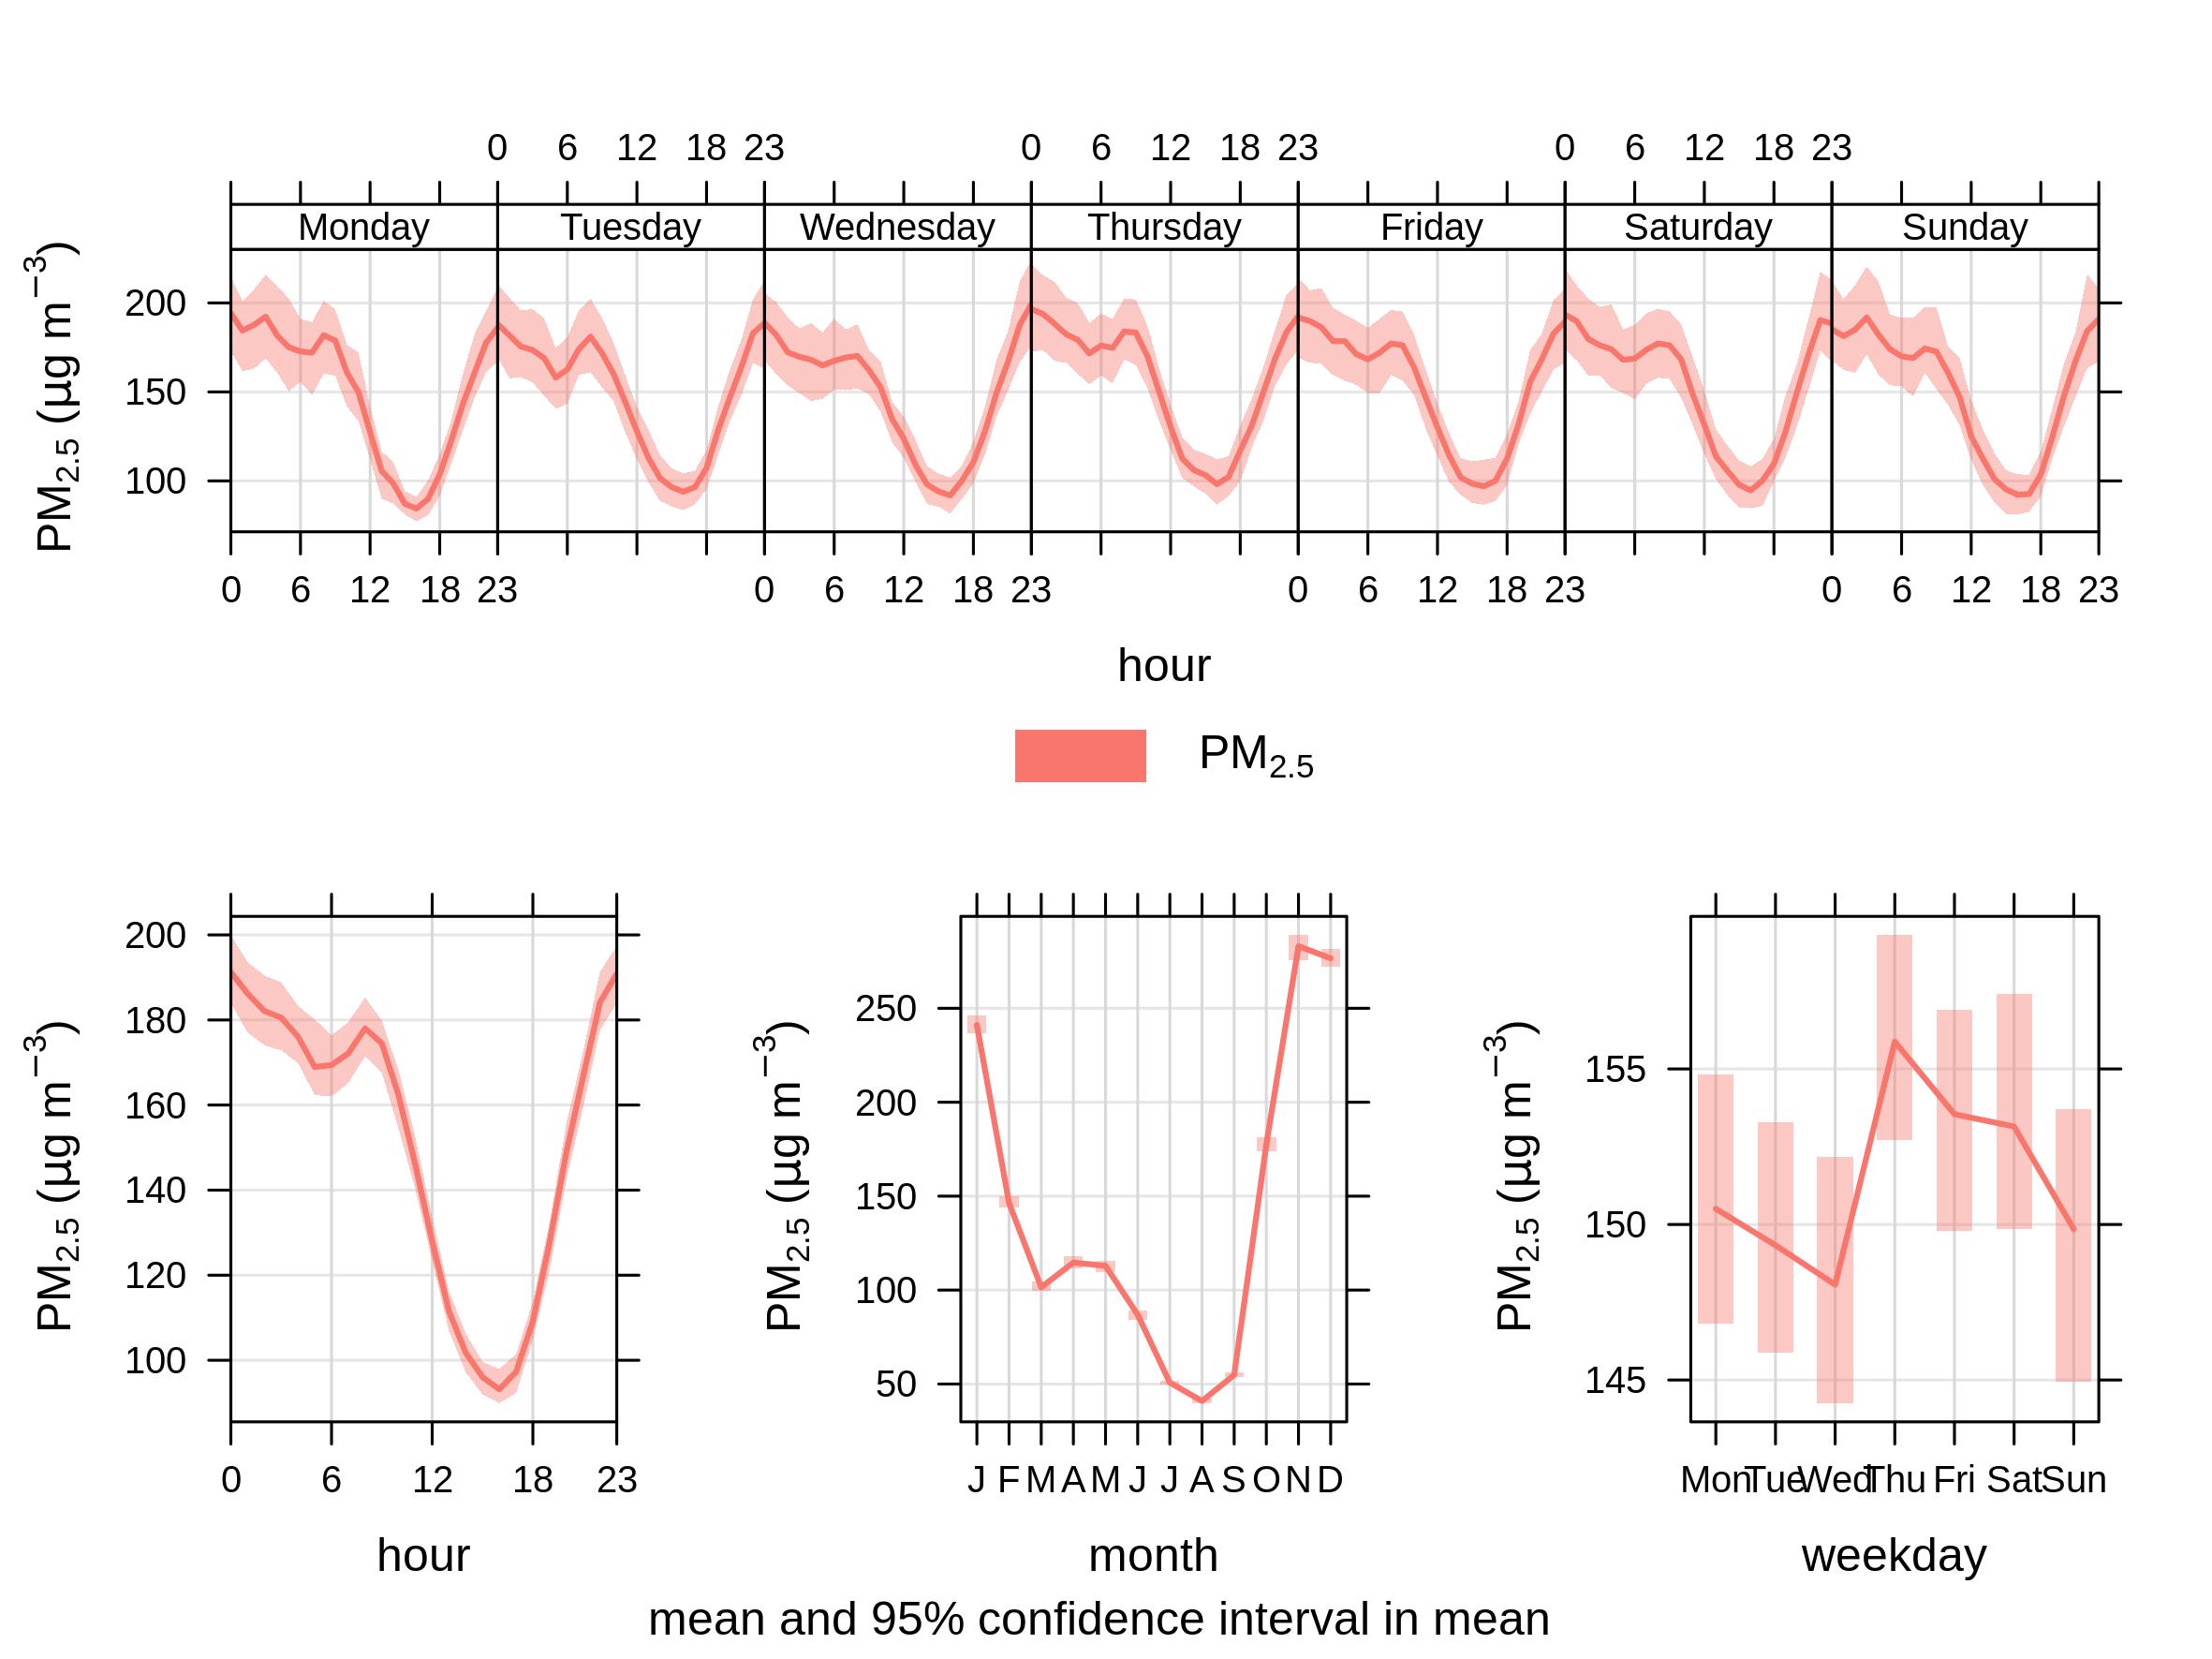 0 6 12 18 23 0 6 12 18 23 0 6 12 18 23
Monday Tuesday Wednesday Thursday Friday Saturday Sunday
PM2.5 (µg m−3)
200
150
100
0 6 12 18 23 0 6 12 18 23 0 6 12 18 23 0 6 12 18 23
hour
PM2.5
PM2.5 (µg m−3)
200
180
160
140
120
100
0 6 12 18 23
hour
PM2.5 (µg m−3)
250
200
150
100
50
J F M A M J J A S O N D
month
PM2.5 (µg m−3)
155
150
145
Mon Tue Wed Thu Fri Sat Sun
weekday
mean and 95% confidence interval in mean